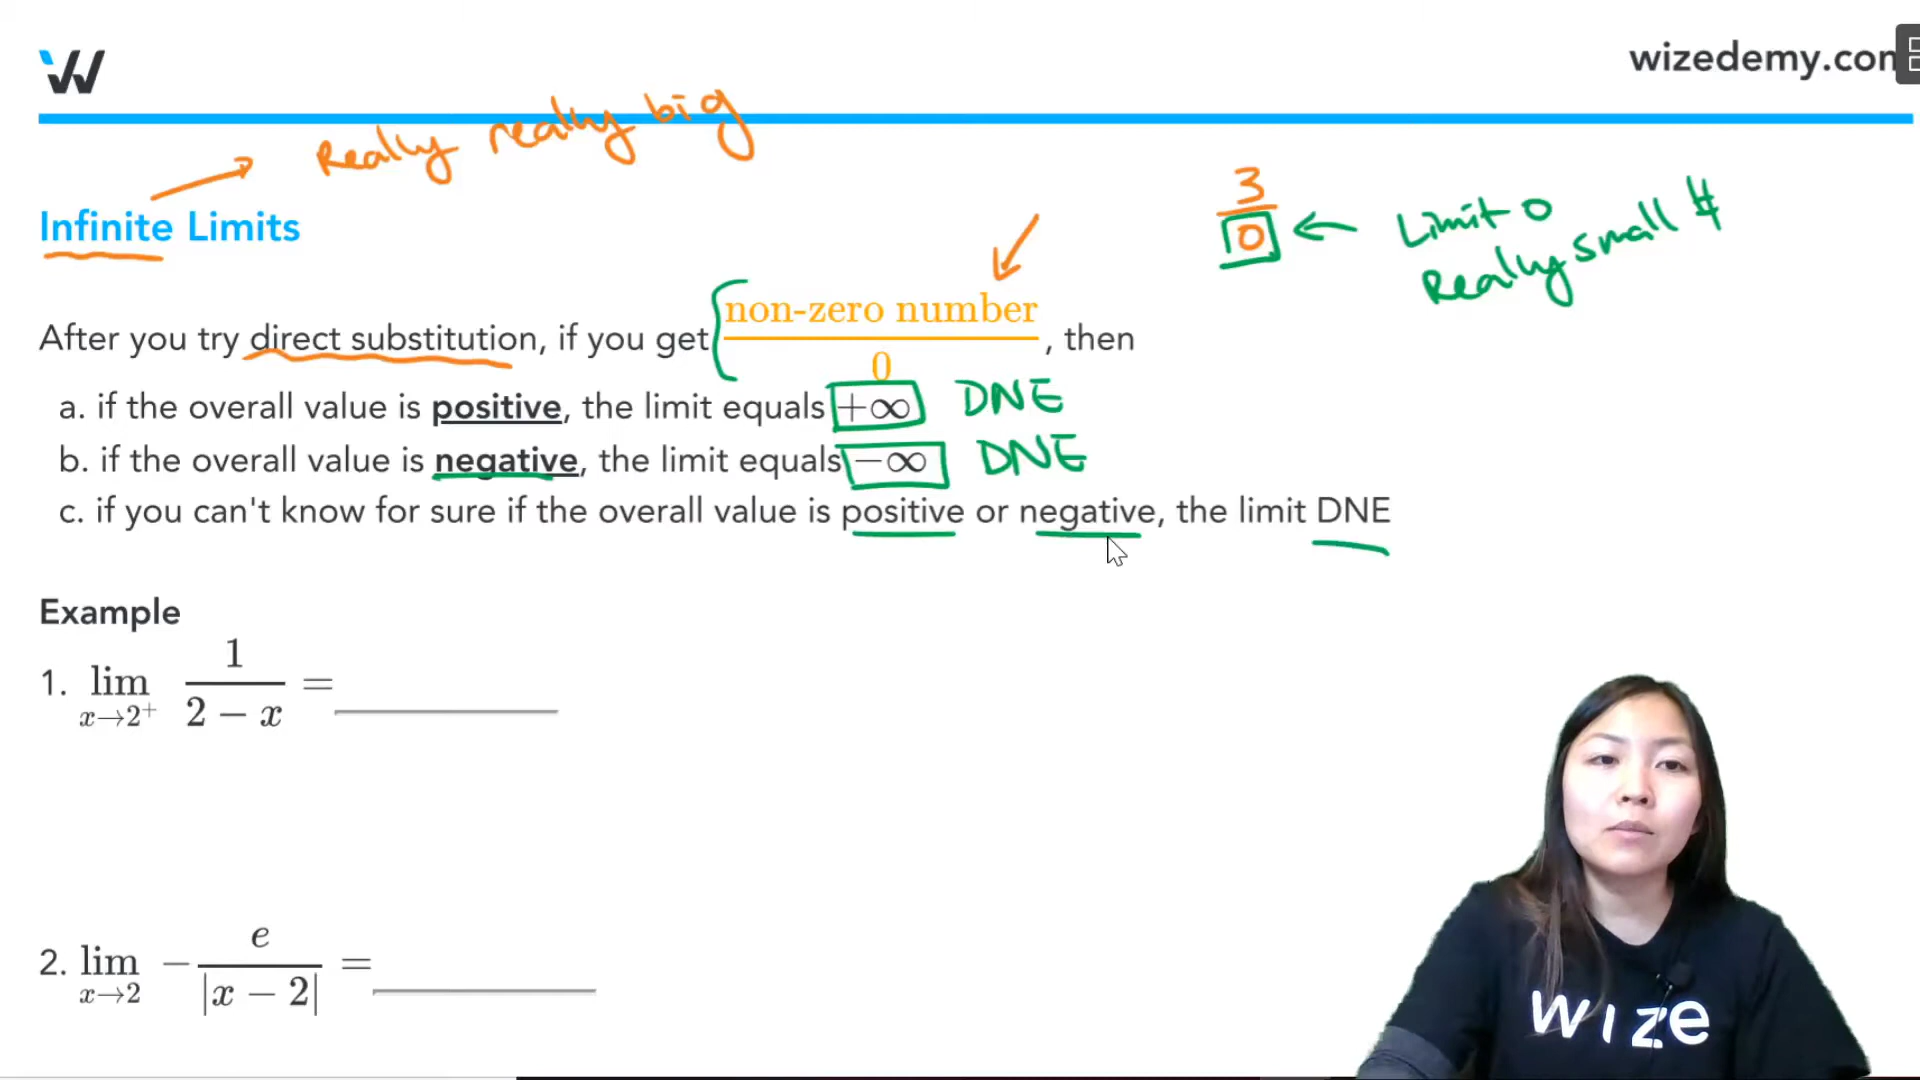 wizedemy.com
Really really big
Infinite Limits
3
0
← Limit 0
Really small #
After you try direct substitution, if you get non-zero number / 0 , then
a. if the overall value is positive, the limit equals +∞ DNE
b. if the overall value is negative, the limit equals −∞ DNE
c. if you can't know for sure if the overall value is positive or negative, the limit DNE
Example
1. lim x→2⁺ 1 / (2 − x) =
2. lim x→2 − e / |x − 2| =
wize